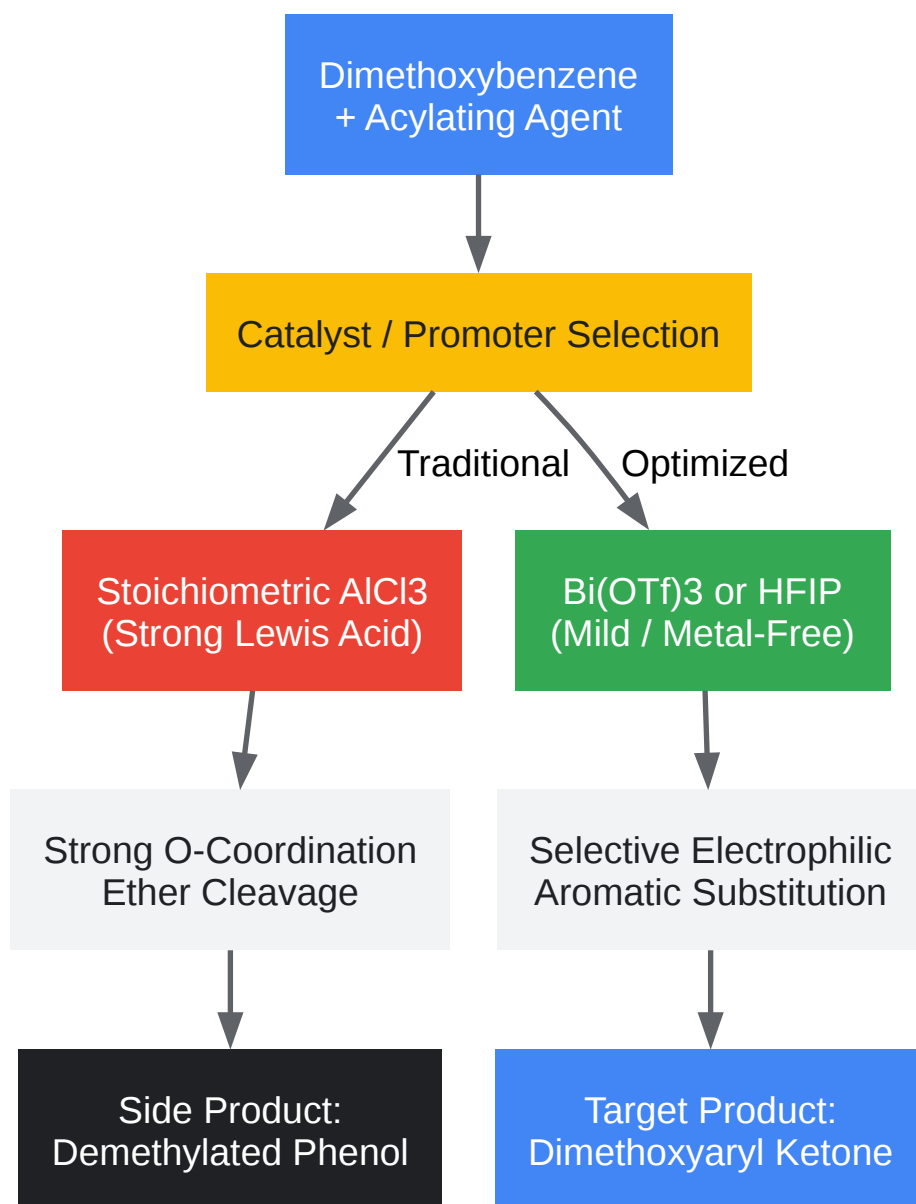 Dimethoxybenzene
+ Acylating Agent
Catalyst / Promoter Selection
Traditional
Optimized
Stoichiometric AlCl3
(Strong Lewis Acid)
Bi(OTf)3 or HFIP
(Mild / Metal-Free)
Strong O-Coordination
Ether Cleavage
Selective Electrophilic
Aromatic Substitution
Side Product:
Demethylated Phenol
Target Product:
Dimethoxyaryl Ketone